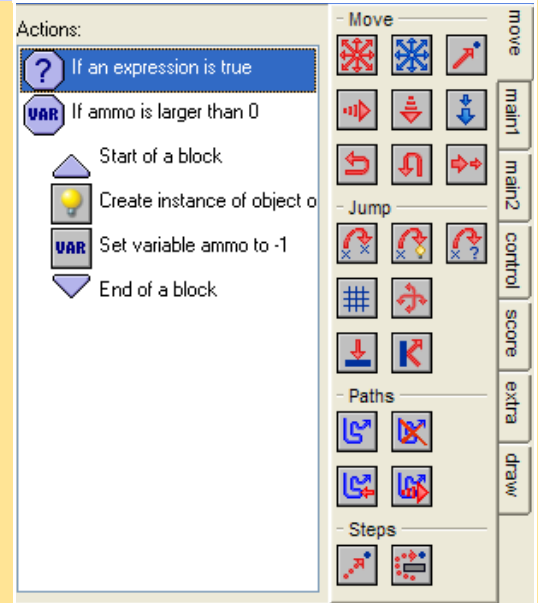 Actions:
If an expression is true
VAR If ammo is larger than 0
Start of a block
Create instance of object o
VAR Set variable ammo to -1
End of a block
Move
Jump
Paths
Steps
move
main1
main2
control
score
extra
draw